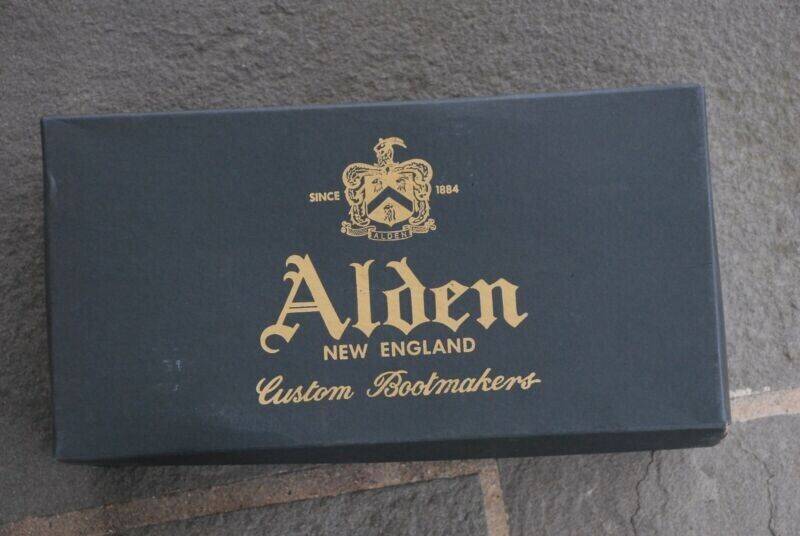 SINCE 1884
ALDEN
Alden
NEW ENGLAND
Custom Bootmakers